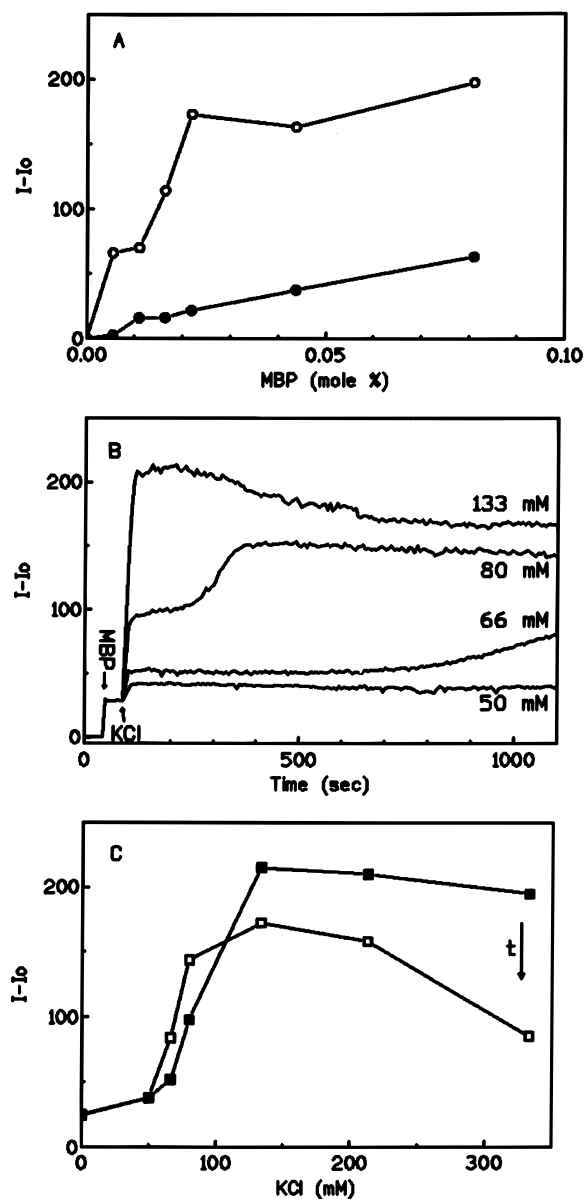 A
200
100
0
I-Io
0.00
0.05
0.10
MBP (mole %)
B
200
100
0
I-Io
MBP
KCl
133 mM
80 mM
66 mM
50 mM
0
500
1000
Time (sec)
C
200
100
0
I-Io
t
0
100
200
300
KCl (mM)